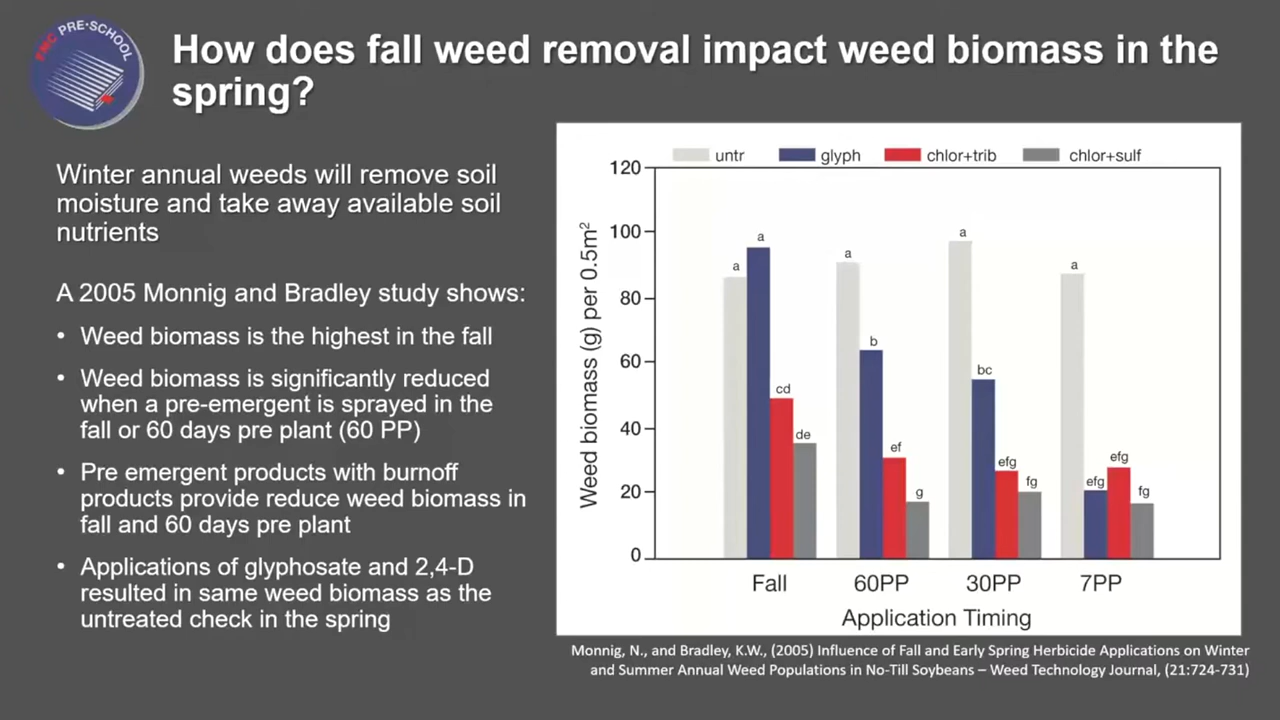 FMC PRE•SCHOOL
How does fall weed removal impact weed biomass in the
spring?
Winter annual weeds will remove soil
moisture and take away available soil
nutrients
A 2005 Monnig and Bradley study shows:
• Weed biomass is the highest in the fall
• Weed biomass is significantly reduced
when a pre-emergent is sprayed in the
fall or 60 days pre plant (60 PP)
• Pre emergent products with burnoff
products provide reduce weed biomass in
fall and 60 days pre plant
• Applications of glyphosate and 2,4-D
resulted in same weed biomass as the
untreated check in the spring
untr glyph chlor+trib chlor+sulf
Weed biomass (g) per 0.5m²
120
100
80
60
40
20
0
a a cd de
a b ef g
a bc efg fg
a efg efg fg
Fall 60PP 30PP 7PP
Application Timing
Monnig, N., and Bradley, K.W., (2005) Influence of Fall and Early Spring Herbicide Applications on Winter
and Summer Annual Weed Populations in No-Till Soybeans – Weed Technology Journal, (21:724-731)